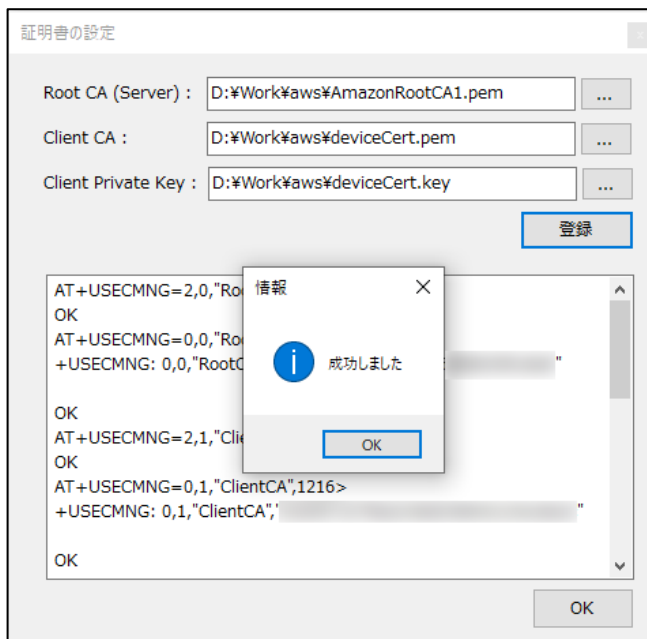 証明書の設定
Root CA (Server) : D:¥Work¥aws¥AmazonRootCA1.pem ...
Client CA : D:¥Work¥aws¥deviceCert.pem ...
Client Private Key : D:¥Work¥aws¥deviceCert.key ...
登録
情報
成功しました
OK
AT+USECMNG=2,0,"Ro
OK
AT+USECMNG=0,0,"Ro
+USECMNG: 0,0,"RootC "
OK
AT+USECMNG=2,1,"Clie
OK
AT+USECMNG=0,1,"ClientCA",1216>
+USECMNG: 0,1,"ClientCA"," "
OK
OK